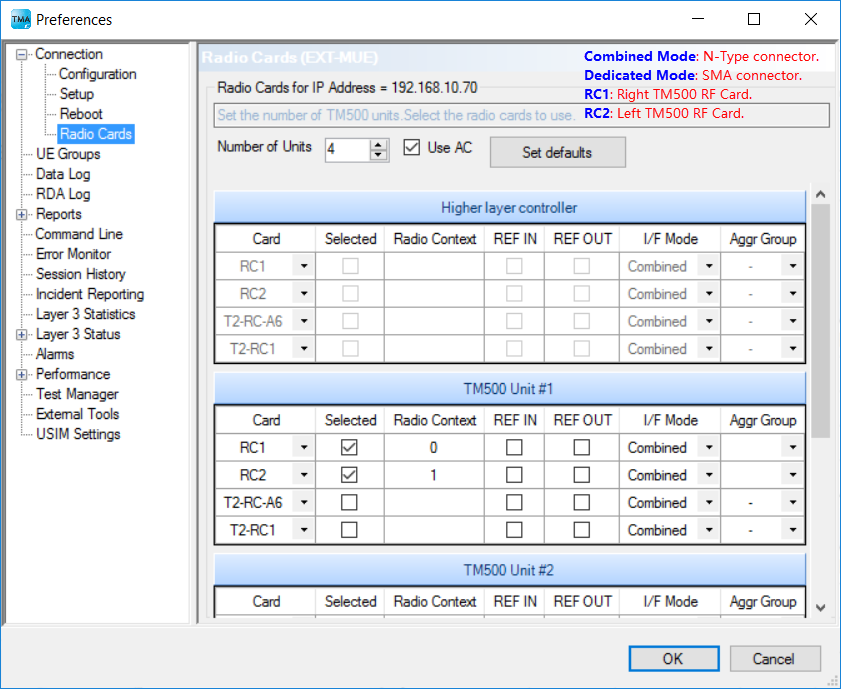 TMA Preferences
Connection
Configuration
Setup
Reboot
Radio Cards
UE Groups
Data Log
RDA Log
Reports
Command Line
Error Monitor
Session History
Incident Reporting
Layer 3 Statistics
Layer 3 Status
Alarms
Performance
Test Manager
External Tools
USIM Settings
Radio Cards (EXT-MUE)
Combined Mode: N-Type connector.
Dedicated Mode: SMA connector.
RC1: Right TM500 RF Card.
RC2: Left TM500 RF Card.
Radio Cards for IP Address = 192.168.10.70
Set the number of TM500 units.Select the radio cards to use.
Number of Units 4 Use AC Set defaults
Higher layer controller
Card Selected Radio Context REF IN REF OUT I/F Mode Aggr Group
RC1 Combined -
RC2 Combined -
T2-RC-A6 Combined -
T2-RC1 Combined -
TM500 Unit #1
Card Selected Radio Context REF IN REF OUT I/F Mode Aggr Group
RC1 0 Combined
RC2 1 Combined
T2-RC-A6 Combined -
T2-RC1 Combined -
TM500 Unit #2
Card Selected Radio Context REF IN REF OUT I/F Mode Aggr Group
OK Cancel